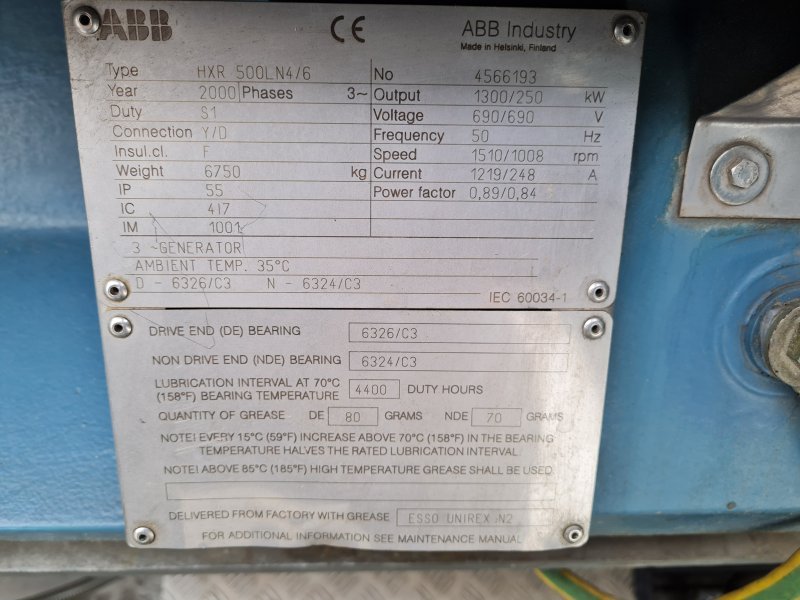 ABB CE ABB Industry
Made in Helsinki, Finland
Type HXR 500LN4/6 No 4566193
Year 2000 Phases 3~ Output 1300/250 kW
Duty S1 Voltage 690/690 V
Connection Y/D Frequency 50 Hz
Insul.cl. F Speed 1510/1008 rpm
Weight 6750 kg Current 1219/248 A
IP 55 Power factor 0,89/0,84
IC 417
IM 1001
3 ~GENERATOR
AMBIENT TEMP. 35°C
D - 6326/C3 N - 6324/C3
IEC 60034-1
DRIVE END (DE) BEARING 6326/C3
NON DRIVE END (NDE) BEARING 6324/C3
LUBRICATION INTERVAL AT 70°C
(158°F) BEARING TEMPERATURE 4400 DUTY HOURS
QUANTITY OF GREASE DE 80 GRAMS NDE 70 GRAMS
NOTE! EVERY 15°C (59°F) INCREASE ABOVE 70°C (158°F) IN THE BEARING
TEMPERATURE HALVES THE RATED LUBRICATION INTERVAL
NOTE! ABOVE 85°C (185°F) HIGH TEMPERATURE GREASE SHALL BE USED
DELIVERED FROM FACTORY WITH GREASE ESSO UNIREX N2
FOR ADDITIONAL INFORMATION SEE MAINTENANCE MANUAL